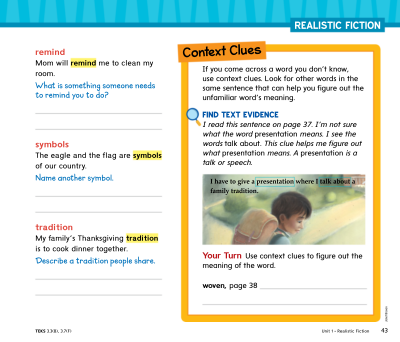 REALISTIC FICTION
remind
Mom will remind me to clean my
room.
What is something someone needs
to remind you to do?
symbols
The eagle and the flag are symbols
of our country.
Name another symbol.
tradition
My family's Thanksgiving tradition
is to cook dinner together.
Describe a tradition people share.
Context Clues
If you come across a word you don't know,
use context clues. Look for other words in the
same sentence that can help you figure out the
unfamiliar word's meaning.
FIND TEXT EVIDENCE
I read this sentence on page 37. I'm not sure
what the word presentation means. I see the
words talk about. This clue helps me figure out
what presentation means. A presentation is a
talk or speech.
I have to give a presentation where I talk about a
family tradition.
Your Turn Use context clues to figure out the
meaning of the word.
woven, page 38
TEKS 3.3(B), 3.7(F)
Unit 1 - Realistic Fiction 43